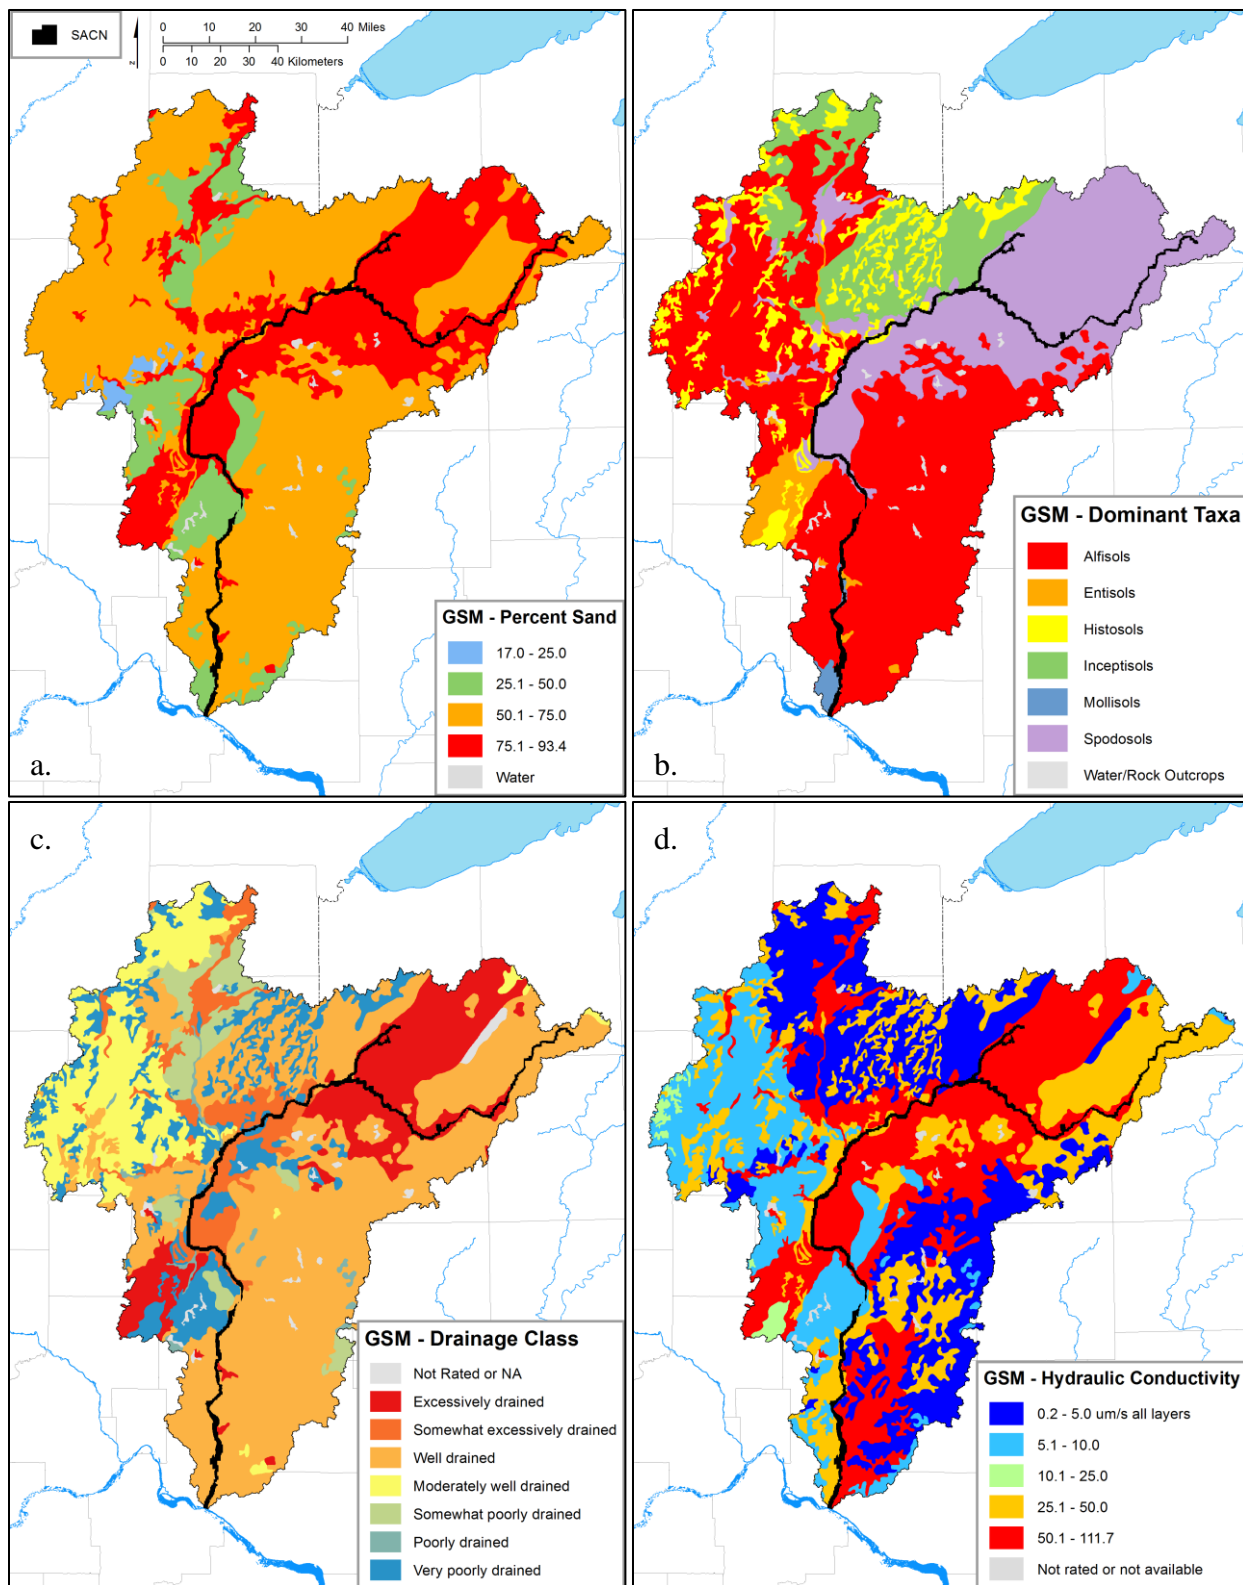 SACN
N
0 10 20 40 Miles
0 10 20 30 40 Kilometers
GSM - Percent Sand
17.0 - 25.0
25.1 - 50.0
50.1 - 75.0
75.1 - 93.4
Water
a.
GSM - Dominant Taxa
Alfisols
Entisols
Histosols
Inceptisols
Mollisols
Spodosols
Water/Rock Outcrops
b.
c.
GSM - Drainage Class
Not Rated or NA
Excessively drained
Somewhat excessively drained
Well drained
Moderately well drained
Somewhat poorly drained
Poorly drained
Very poorly drained
d.
GSM - Hydraulic Conductivity
0.2 - 5.0 um/s all layers
5.1 - 10.0
10.1 - 25.0
25.1 - 50.0
50.1 - 111.7
Not rated or not available